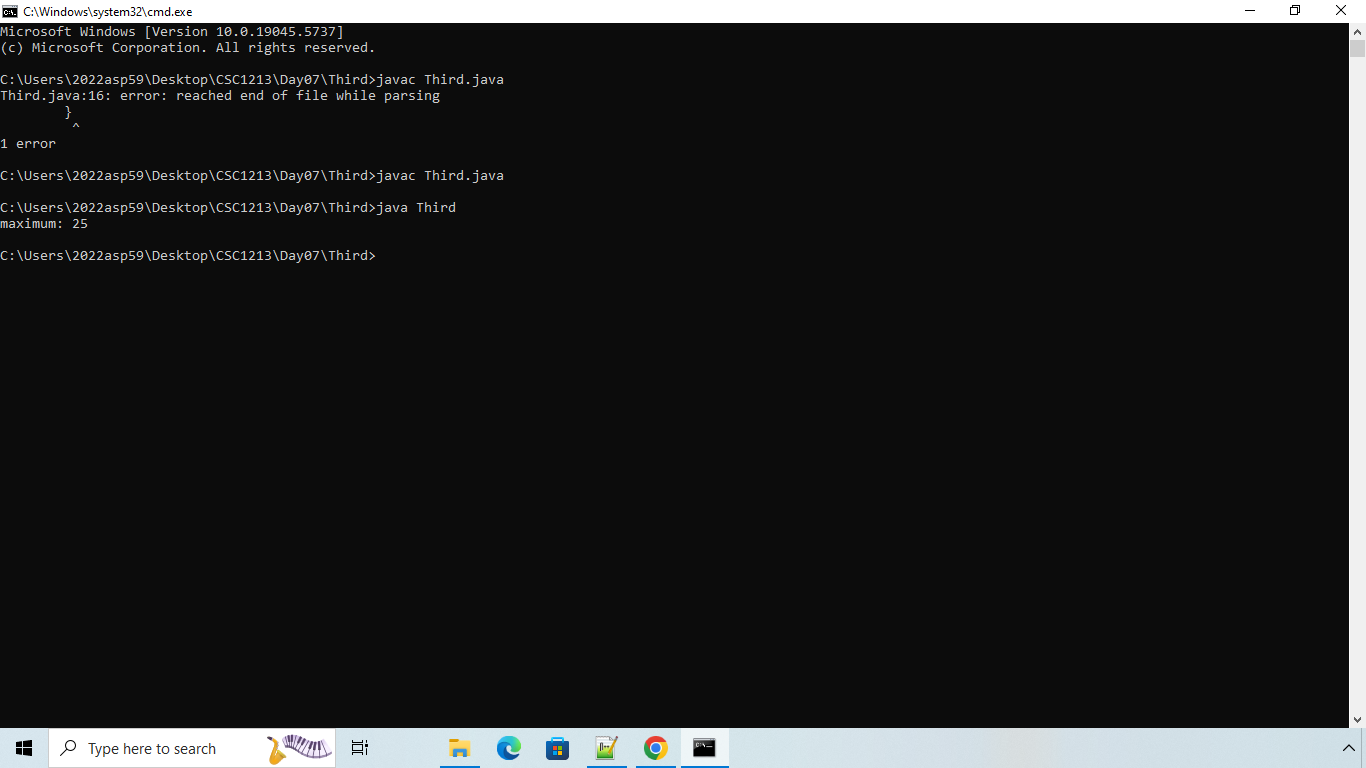 C:\Windows\system32\cmd.exe
Microsoft Windows [Version 10.0.19045.5737]
(c) Microsoft Corporation. All rights reserved.
C:\Users\2022asp59\Desktop\CSC1213\Day07\Third>javac Third.java
Third.java:16: error: reached end of file while parsing
        }
         ^
1 error
C:\Users\2022asp59\Desktop\CSC1213\Day07\Third>javac Third.java
C:\Users\2022asp59\Desktop\CSC1213\Day07\Third>java Third
maximum: 25
C:\Users\2022asp59\Desktop\CSC1213\Day07\Third>
Type here to search